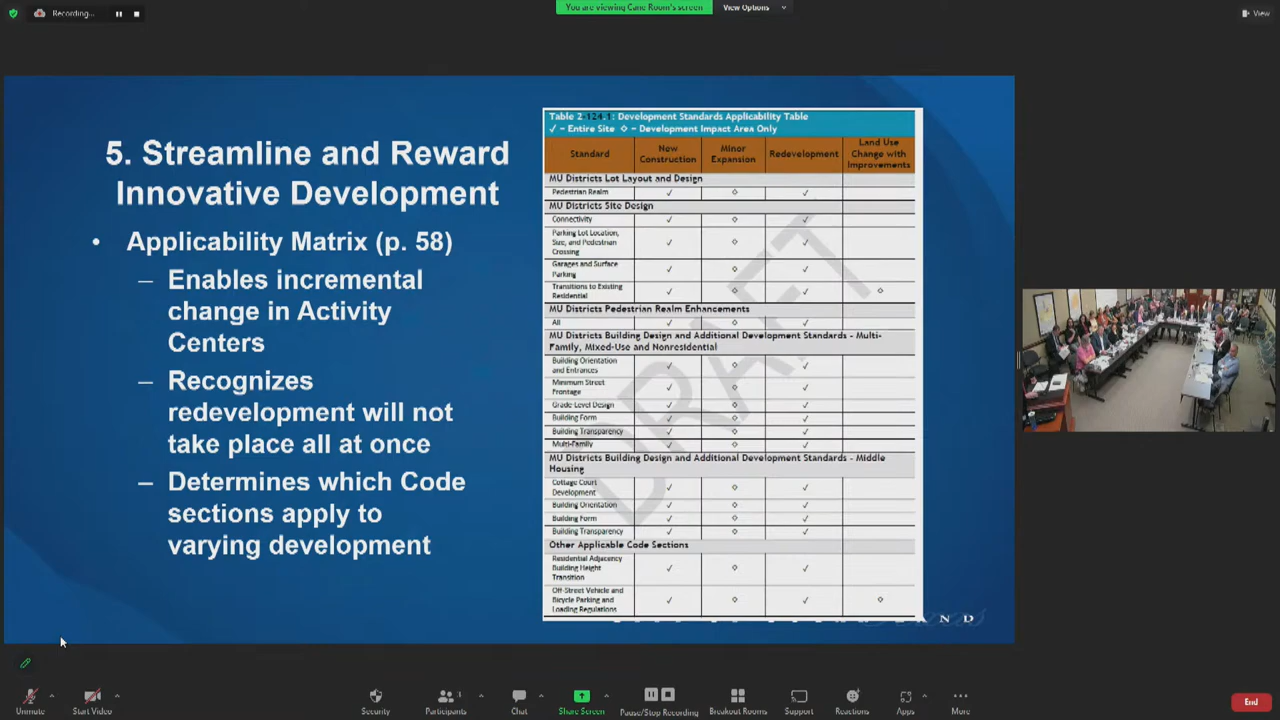 Recording...
You are viewing Cane Room's screen
View Options
View
5. Streamline and Reward
Innovative Development
• Applicability Matrix (p. 58)
– Enables incremental
change in Activity
Centers
– Recognizes
redevelopment will not
take place all at once
– Determines which Code
sections apply to
varying development
Table 2-124.1: Development Standards Applicability Table
✓ - Entire Site ◇ - Development Impact Area Only
Standard
New
Construction
Minor
Expansion
Redevelopment
Land Use
Change with
Improvements
MU Districts Lot Layout and Design
Pedestrian Realm ✓ ◇ ✓
MU Districts Site Design
Connectivity ✓ ◇ ✓
Parking Lot Location,
Size, and Pedestrian
Crossing ✓ ◇ ✓
Garages and Surface
Parking ✓ ◇ ✓
Transitions to Existing
Residential ✓ ◇ ✓ ◇
MU Districts Pedestrian Realm Enhancements
All ✓ ◇ ✓
MU Districts Building Design and Additional Development Standards - Multi-
Family, Mixed-Use and Nonresidential
Building Orientation
and Entrances ✓ ◇ ✓
Minimum Street
Frontage ✓ ◇ ✓
Grade Level Design ✓ ◇ ✓
Building Form ✓ ◇ ✓
Building Transparency ✓ ◇ ✓
Multi-Family ✓ ◇ ✓
MU Districts Building Design and Additional Development Standards - Middle
Housing
Cottage Court
Development ✓ ◇ ✓
Building Orientation ✓ ◇ ✓
Building Form ✓ ◇ ✓
Building Transparency ✓ ◇ ✓
Other Applicable Code Sections
Residential Adjacency
Building Height
Transition ✓ ◇ ✓
Off-Street Vehicle and
Bicycle Parking and
Loading Regulations ✓ ◇ ✓ ◇
DRAFT
Unmute
Start Video
Security
Participants
1
Chat
Share Screen
Pause/Stop Recording
Breakout Rooms
Support
Reactions
Apps
More
End